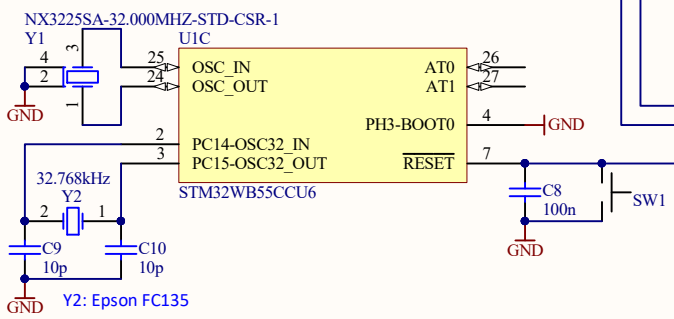 NX3225SA-32.000MHZ-STD-CSR-1
Y1
U1C
4
3
2
1
GND
25
OSC_IN
24
OSC_OUT
AT0
26
AT1
27
PH3-BOOT0
4
GND
2
PC14-OSC32_IN
3
PC15-OSC32_OUT
RESET
7
STM32WB55CCU6
32.768kHz
Y2
2
1
C9
10p
C10
10p
GND
Y2: Epson FC135
C8
100n
SW1
GND